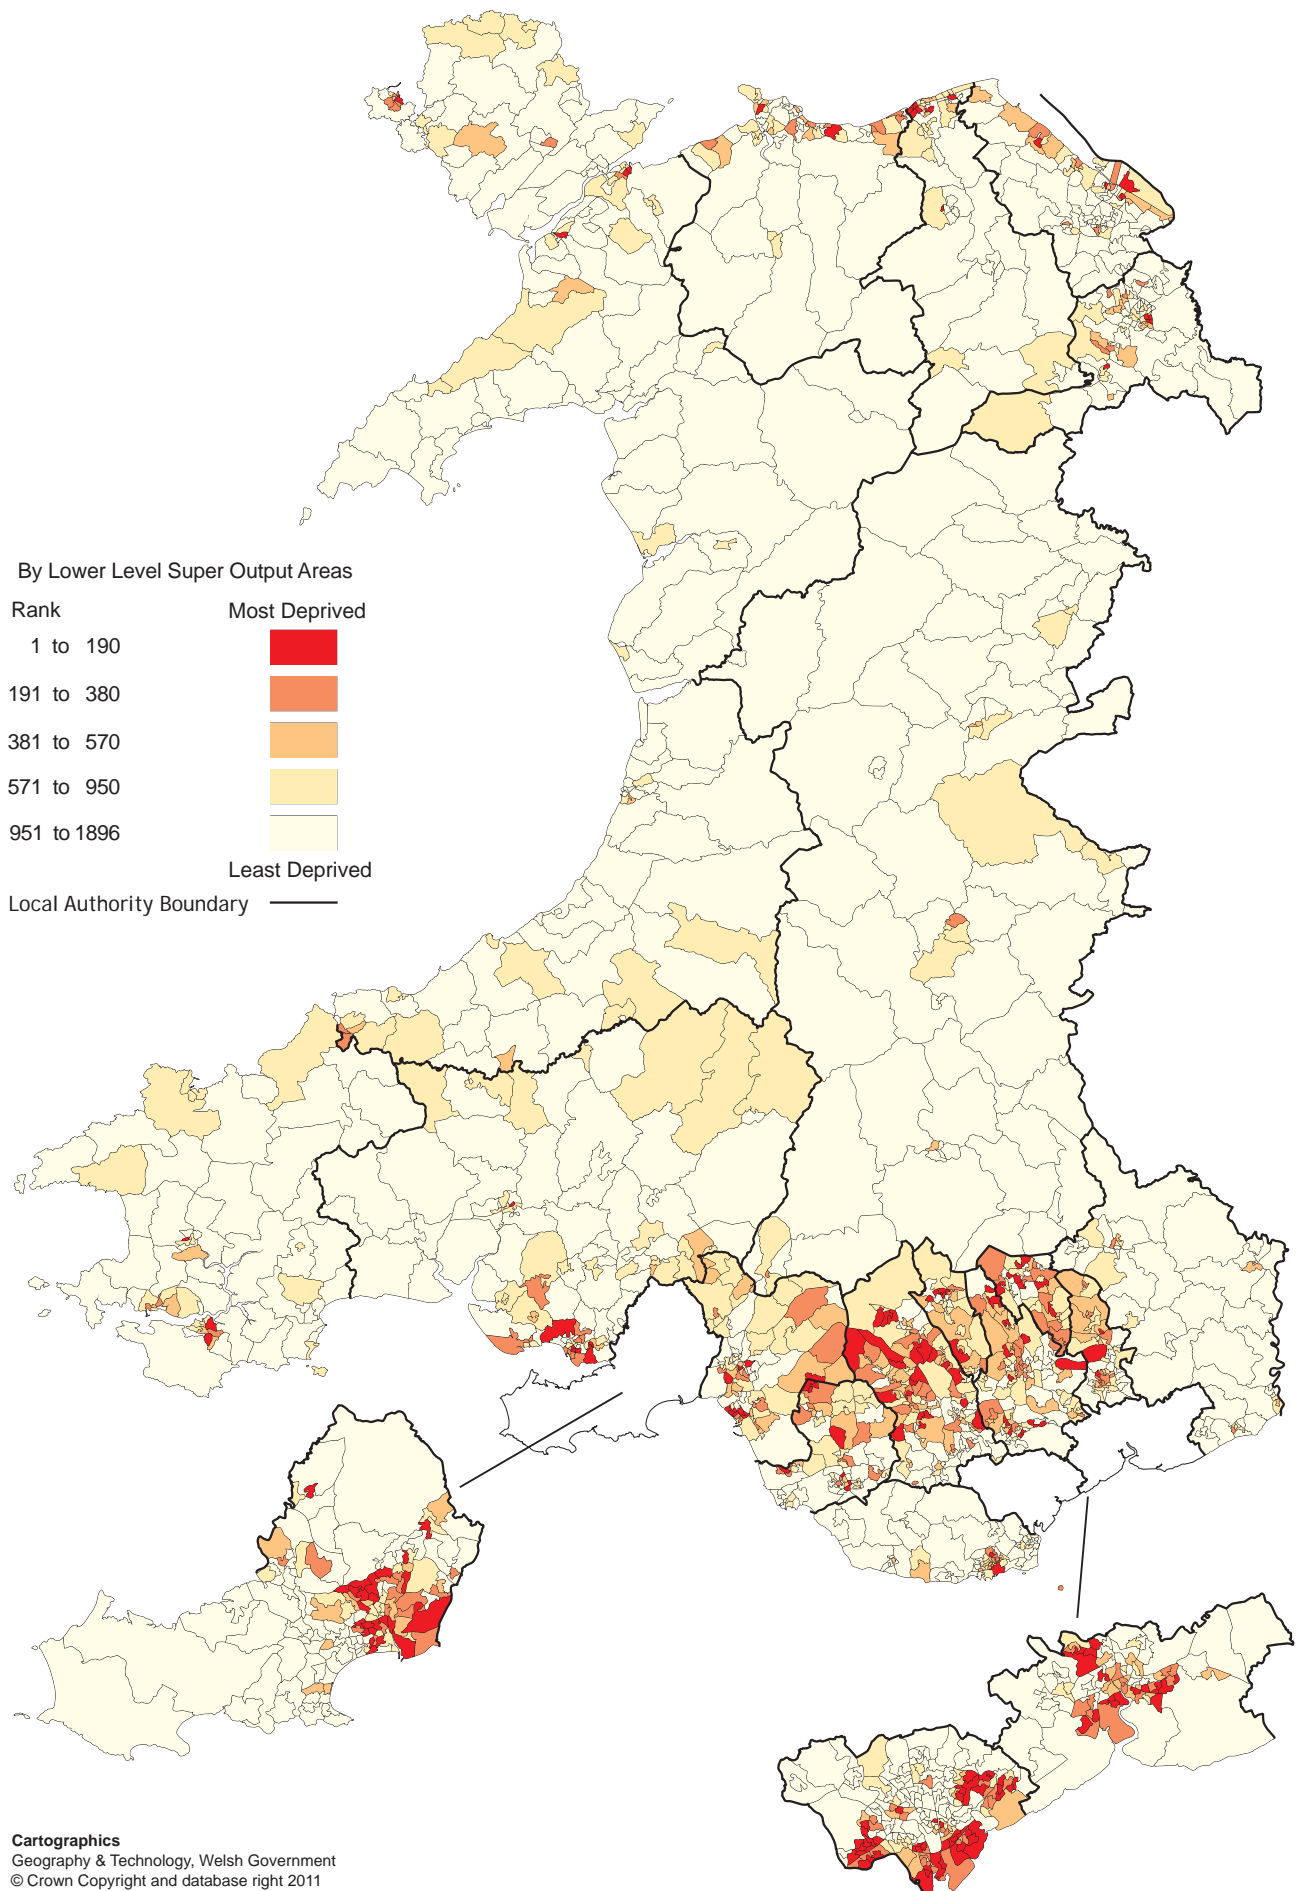 By Lower Level Super Output Areas
Rank Most Deprived
1 to 190
191 to 380
381 to 570
571 to 950
951 to 1896
Least Deprived
Local Authority Boundary
Cartographics
Geography & Technology, Welsh Government
© Crown Copyright and database right 2011